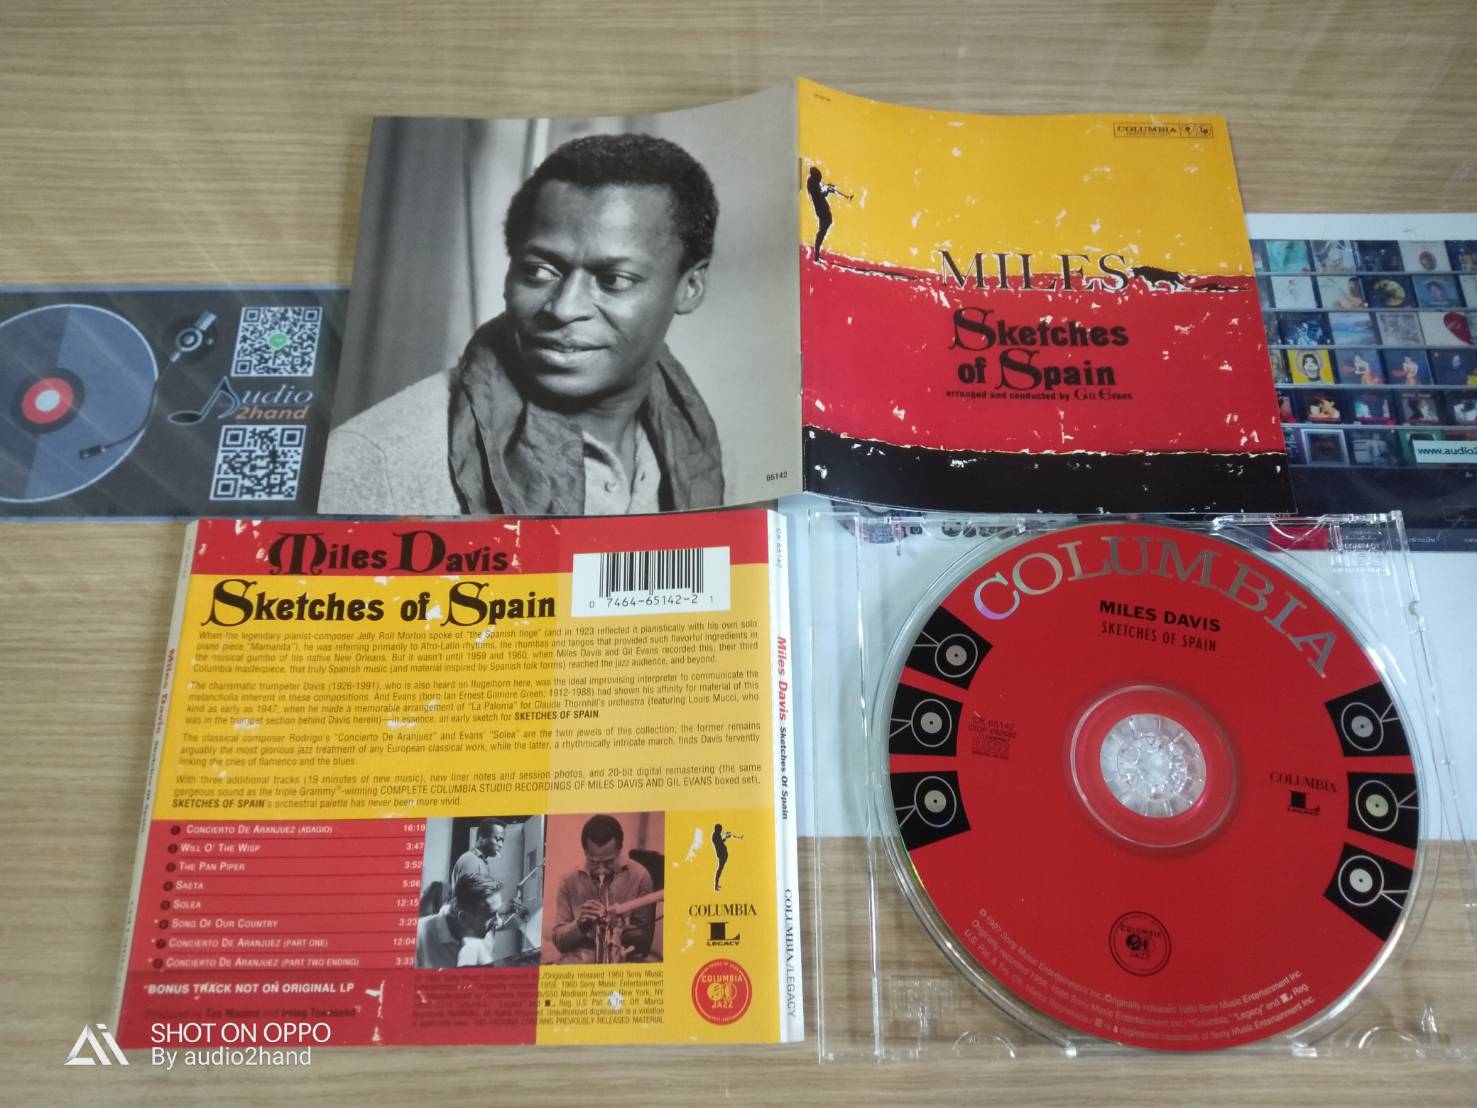 COLUMBIA
MILES
Sketches
of Spain
arranged and conducted by Gil Evans
65142
Audio
2hand
www.audio2
Miles Davis
Sketches of Spain
0 7464-65142-2 1
When the legendary pianist-composer Jelly Roll Morton spoke of "the Spanish tinge" (and in 1923 reflected it pianistically with his own solo
piano piece "Mamanita"), he was referring primarily to Afro-Latin rhythms, the rhumbas and tangos that provided such flavorful ingredients in
the musical gumbo of his native New Orleans. But it wasn't until 1959 and 1960, when Miles Davis and Gil Evans recorded this, their third
Columbia masterpiece, that truly Spanish music (and material inspired by Spanish folk forms) reached the jazz audience, and beyond.
The charismatic trumpeter Davis (1926-1991), who is also heard on flugelhorn here, was the ideal improvising interpreter to communicate the
melancholia inherent in these compositions. And Evans (born Ian Ernest Gilmore Green; 1912-1988) had shown his affinity for material of this
kind as early as 1947, when he made a memorable arrangement of "La Paloma" for Claude Thornhill's orchestra (featuring Louis Mucci, who
was in the trumpet section behind Davis herein)—in essence, an early sketch for SKETCHES OF SPAIN.
The classical composer Rodrigo's "Concierto De Aranjuez" and Evans' "Solea" are the twin jewels of this collection; the former remains
arguably the most glorious jazz treatment of any European classical work, while the latter, a rhythmically intricate march, finds Davis fervently
linking the cries of flamenco and the blues.
With three additional tracks (19 minutes of new music), new liner notes and session photos, and 20-bit digital remastering (the same
gorgeous sound as the triple Grammy®-winning COMPLETE COLUMBIA STUDIO RECORDINGS OF MILES DAVIS AND GIL EVANS boxed set),
SKETCHES OF SPAIN's orchestral palette has never been more vivid.
1 CONCIERTO DE ARANJUEZ (ADAGIO) 16:19
2 WILL O' THE WISP 3:47
3 THE PAN PIPER 3:52
4 SAETA 5:06
5 SOLEA 12:15
*6 SONG OF OUR COUNTRY 3:23
*7 CONCIERTO DE ARANJUEZ (PART ONE) 12:04
*8 CONCIERTO DE ARANJUEZ (PART TWO ENDING) 3:33
*BONUS TRACK NOT ON ORIGINAL LP
Produced by Teo Macero and Irving Townsend
COLUMBIA
LEGACY
COLUMBIA
JAZZ
CK 65142
Miles Davis Sketches Of Spain
COLUMBIA/LEGACY
COLUMBIA
MILES DAVIS
SKETCHES OF SPAIN
CK 65142
COLUMBIA
LEGACY
COLUMBIA
JAZZ
SHOT ON OPPO
By audio2hand